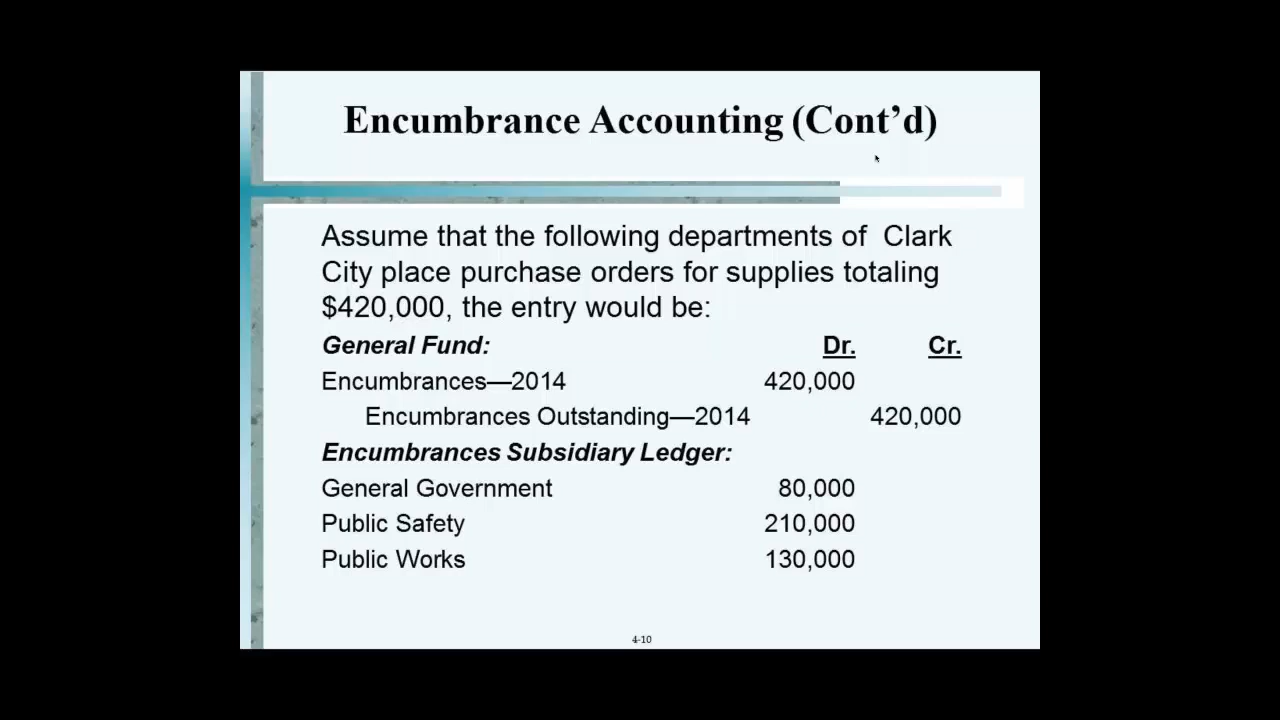 Encumbrance Accounting (Cont’d)
Assume that the following departments of Clark
City place purchase orders for supplies totaling
$420,000, the entry would be:
General Fund: Dr. Cr.
Encumbrances—2014 420,000
Encumbrances Outstanding—2014 420,000
Encumbrances Subsidiary Ledger:
General Government 80,000
Public Safety 210,000
Public Works 130,000
4-10